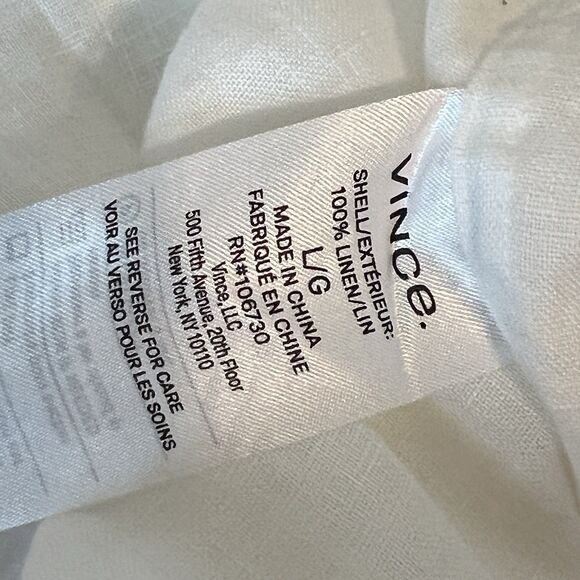 VINCE.
SHELL/EXTÉRIEUR:
100% LINEN/LIN
L/G
MADE IN CHINA
FABRIQUÉ EN CHINE
RN#106730
Vince, LLC
500 Fifth Avenue, 20th Floor
New York, NY 10110
SEE REVERSE FOR CARE
VOIR AU VERSO POUR LES SOINS